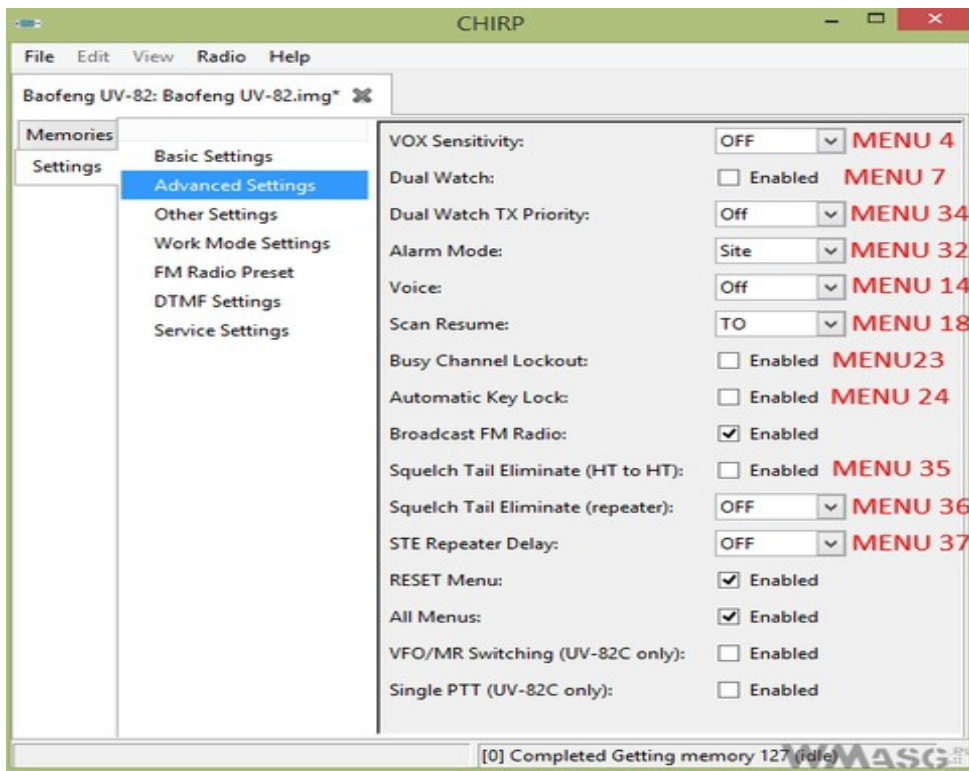 CHIRP
File Edit View Radio Help
Baofeng UV-82: Baofeng UV-82.img*
Memories
Settings
Basic Settings
Advanced Settings
Other Settings
Work Mode Settings
FM Radio Preset
DTMF Settings
Service Settings
VOX Sensitivity: OFF MENU 4
Dual Watch: Enabled MENU 7
Dual Watch TX Priority: Off MENU 34
Alarm Mode: Site MENU 32
Voice: Off MENU 14
Scan Resume: TO MENU 18
Busy Channel Lockout: Enabled MENU23
Automatic Key Lock: Enabled MENU 24
Broadcast FM Radio: Enabled
Squelch Tail Eliminate (HT to HT): Enabled MENU 35
Squelch Tail Eliminate (repeater): OFF MENU 36
STE Repeater Delay: OFF MENU 37
RESET Menu: Enabled
All Menus: Enabled
VFO/MR Switching (UV-82C only): Enabled
Single PTT (UV-82C only): Enabled
[0] Completed Getting memory 127 (idle)
WMASG